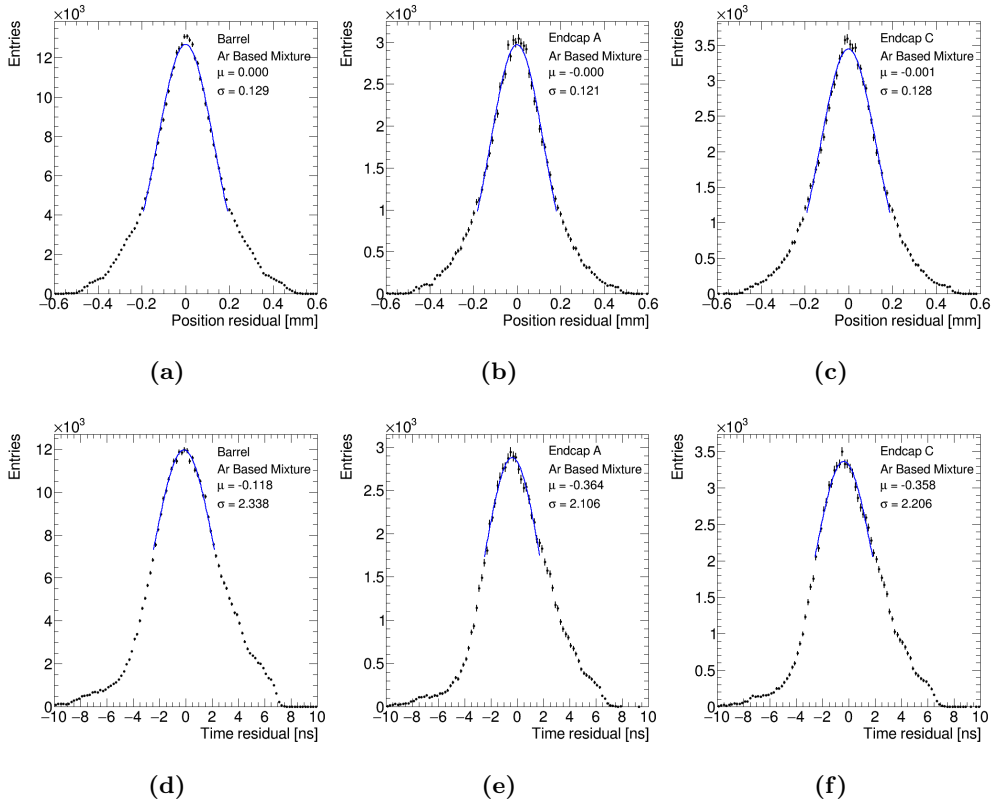 ×10³
Entries
12
10
8
6
4
2
0
−0.6 −0.4 −0.2 0 0.2 0.4 0.6
Position residual [mm]
Barrel
Ar Based Mixture
μ = 0.000
σ = 0.129
(a)
×10³
Entries
3
2.5
2
1.5
1
0.5
0
−0.6 −0.4 −0.2 0 0.2 0.4 0.6
Position residual [mm]
Endcap A
Ar Based Mixture
μ = -0.000
σ = 0.121
(b)
×10³
Entries
3.5
3
2.5
2
1.5
1
0.5
0
−0.6 −0.4 −0.2 0 0.2 0.4 0.6
Position residual [mm]
Endcap C
Ar Based Mixture
μ = -0.001
σ = 0.128
(c)
×10³
Entries
12
10
8
6
4
2
0
−10 −8 −6 −4 −2 0 2 4 6 8 10
Time residual [ns]
Barrel
Ar Based Mixture
μ = -0.118
σ = 2.338
(d)
×10³
Entries
3
2.5
2
1.5
1
0.5
0
−10 −8 −6 −4 −2 0 2 4 6 8 10
Time residual [ns]
Endcap A
Ar Based Mixture
μ = -0.364
σ = 2.106
(e)
×10³
Entries
3.5
3
2.5
2
1.5
1
0.5
0
−10 −8 −6 −4 −2 0 2 4 6 8 10
Time residual [ns]
Endcap C
Ar Based Mixture
μ = -0.358
σ = 2.206
(f)